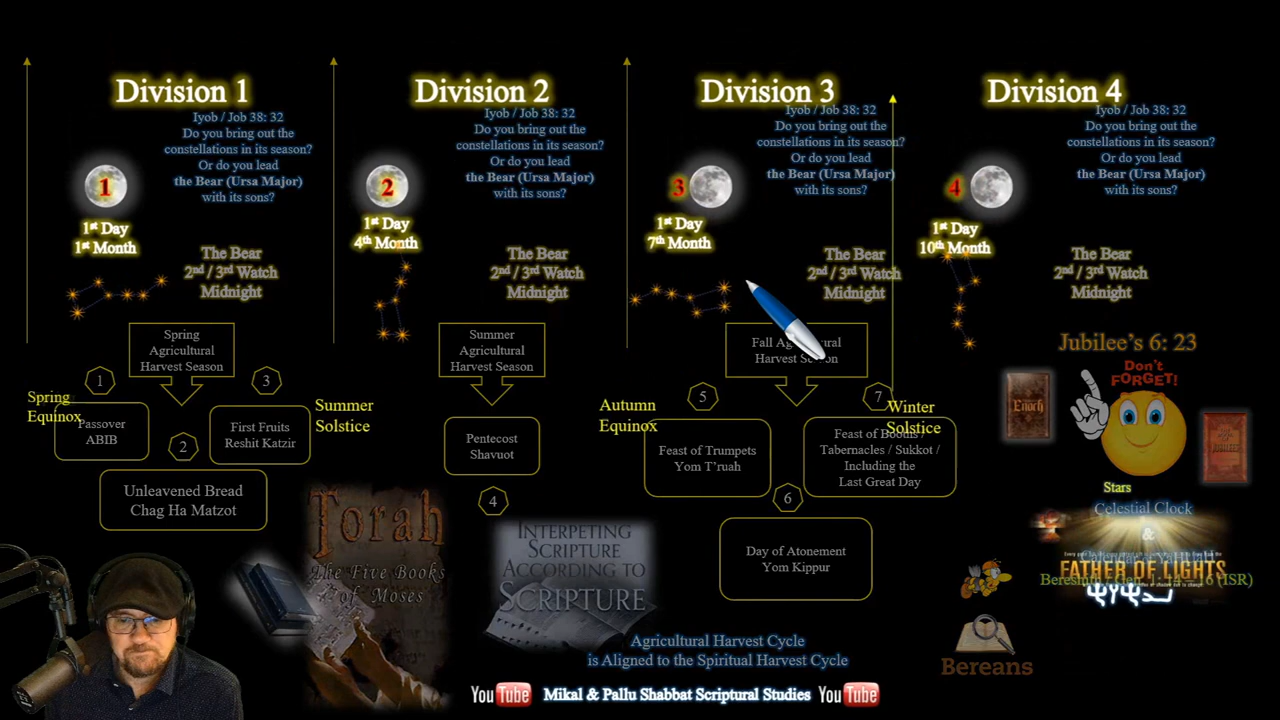 Division 1
Iyob / Job 38: 32
Do you bring out the
constellations in its season?
Or do you lead
the Bear (Ursa Major)
with its sons?
1
1st Day
1st Month
The Bear
2nd / 3rd Watch
Midnight
Spring
Agricultural
Harvest Season
Spring
Equinox
1
Passover
ABIB
2
Unleavened Bread
Chag Ha Matzot
3
First Fruits
Reshit Katzir
Division 2
Iyob / Job 38: 32
Do you bring out the
constellations in its season?
Or do you lead
the Bear (Ursa Major)
with its sons?
2
1st Day
4th Month
The Bear
2nd / 3rd Watch
Midnight
Summer
Agricultural
Harvest Season
Summer
Solstice
Pentecost
Shavuot
4
Division 3
Iyob / Job 38: 32
Do you bring out the
constellations in its season?
Or do you lead
the Bear (Ursa Major)
with its sons?
3
1st Day
7th Month
The Bear
2nd / 3rd Watch
Midnight
Fall
Harvest
Autumn
Equinox
5
Feast of Trumpets
Yom T'ruah
6
Day of Atonement
Yom Kippur
7
Feast of Booths /
Tabernacles / Sukkot /
Including the
Last Great Day
Division 4
Iyob / Job 38: 32
Do you bring out the
constellations in its season?
Or do you lead
the Bear (Ursa Major)
with its sons?
4
1st Day
10th Month
The Bear
2nd / 3rd Watch
Midnight
Winter
Solstice
Jubilee's 6: 23
Don't
FORGET!
Enoch
Stars
Celestial Clock
&
FATHER OF LIGHTS
(ISR)
Bereans
Torah
The Five Books
of Moses
INTERPETING
SCRIPTURE
ACCORDING TO
SCRIPTURE
Agricultural Harvest Cycle
is Aligned to the Spiritual Harvest Cycle
YouTube Mikal & Pallu Shabbat Scriptural Studies YouTube